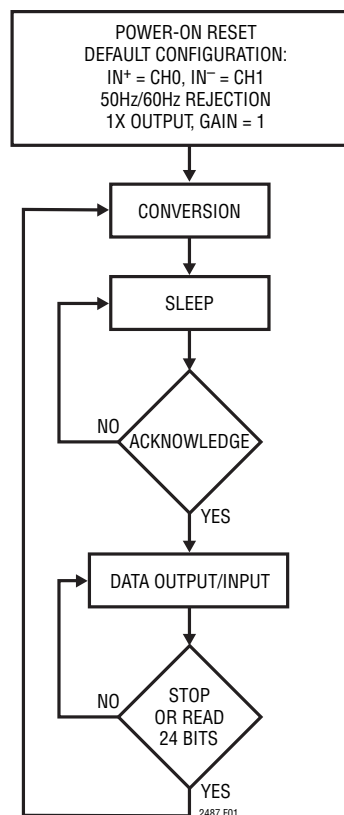 POWER-ON RESET
DEFAULT CONFIGURATION:
IN⁺ = CH0, IN⁻ = CH1
50Hz/60Hz REJECTION
1X OUTPUT, GAIN = 1
CONVERSION
SLEEP
NO
ACKNOWLEDGE
YES
DATA OUTPUT/INPUT
NO
STOP
OR READ
24 BITS
YES
2487 F01